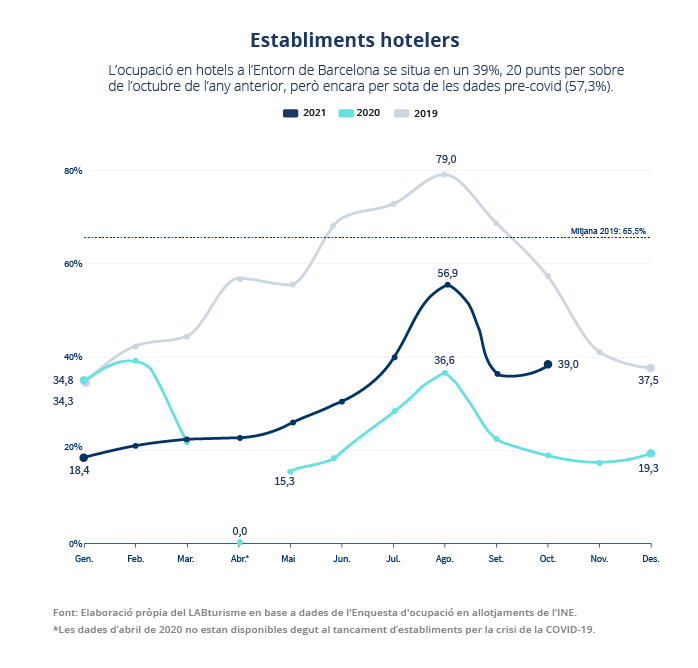 Establiments hotelers
L’ocupació en hotels a l’Entorn de Barcelona se situa en un 39%, 20 punts per sobre
de l’octubre de l’any anterior, però encara per sota de les dades pre-covid (57,3%).
2021 2020 2019
79,0
80%
Mitjana 2019: 65,5%
60%
56,9
36,6
39,0
40%
34,8
37,5
34,3
20%
18,4
19,3
15,3
0,0
0%
Gen. Feb. Mar. Abr.* Mai Jun. Jul. Ago. Set. Oct. Nov. Des.
Font: Elaboració pròpia del LABturisme en base a dades de l'Enquesta d'ocupació en allotjaments de l'INE.
*Les dades d’abril de 2020 no estan disponibles degut al tancament d’establiments per la crisi de la COVID-19.